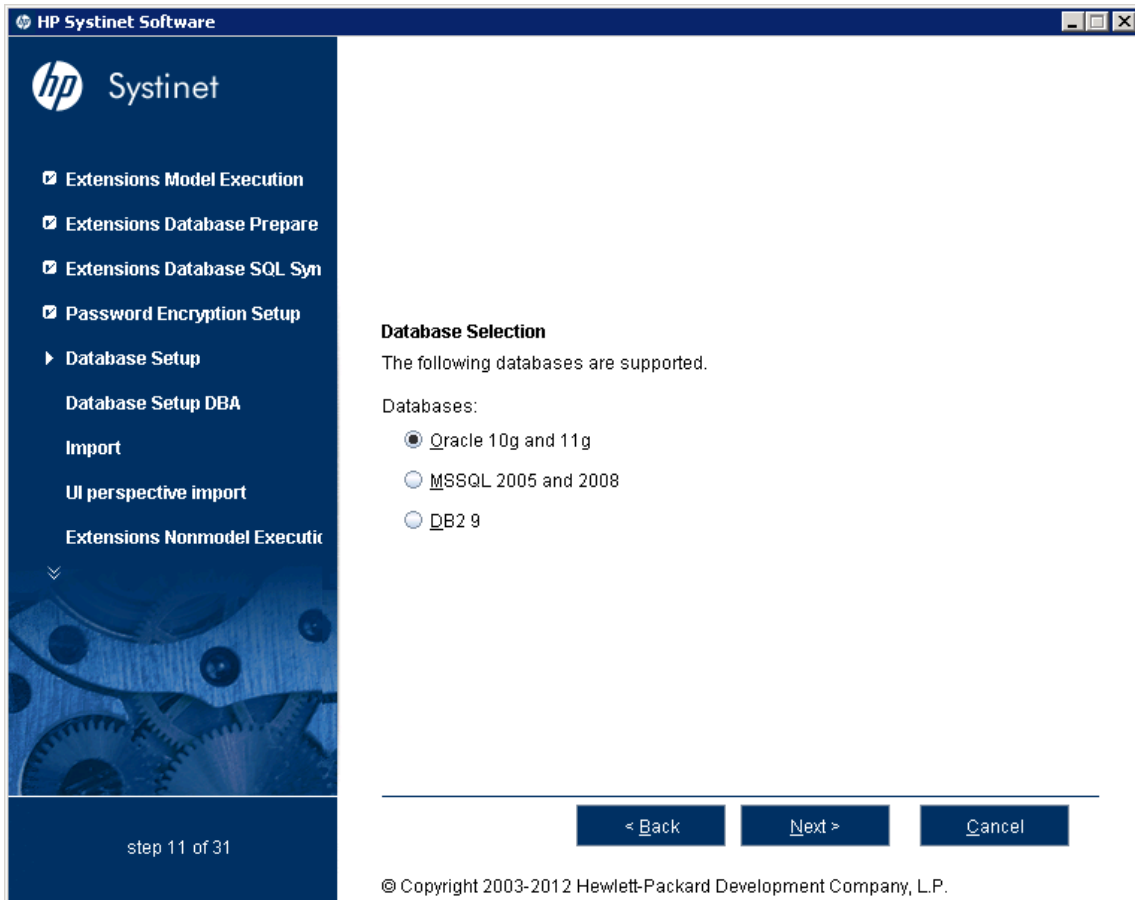 HP Systinet Software
hp Systinet
Extensions Model Execution
Extensions Database Prepare
Extensions Database SQL Syn
Password Encryption Setup
Database Setup
Database Setup DBA
Import
UI perspective import
Extensions Nonmodel Executic
step 11 of 31
Database Selection
The following databases are supported.
Databases:
Oracle 10g and 11g
MSSQL 2005 and 2008
DB2 9
< Back
Next >
Cancel
© Copyright 2003-2012 Hewlett-Packard Development Company, L.P.